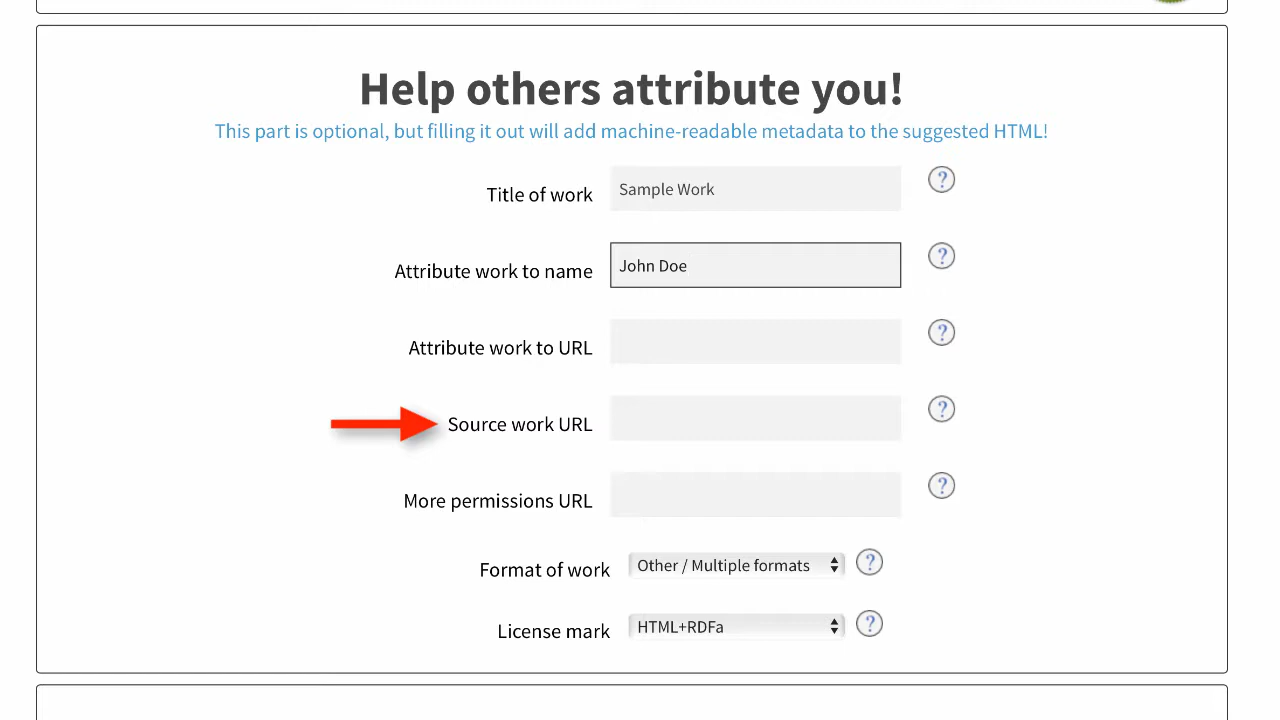 Help others attribute you!
This part is optional, but filling it out will add machine-readable metadata to the suggested HTML!
Title of work Sample Work ?
Attribute work to name John Doe ?
Attribute work to URL ?
Source work URL ?
More permissions URL ?
Format of work Other / Multiple formats ?
License mark HTML+RDFa ?